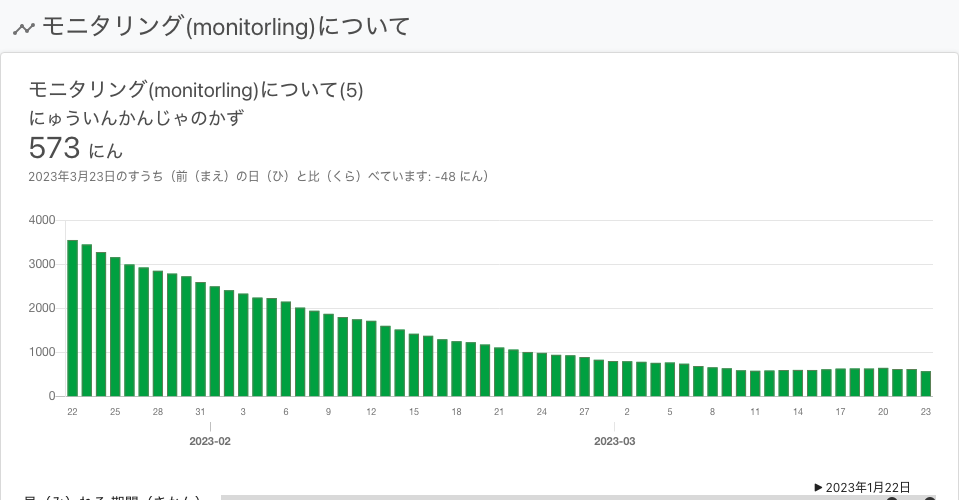 モニタリング(monitorling)について
モニタリング(monitorling)について(5)
にゅういんかんじゃのかず
573 にん
2023年3月23日のすうち（前（まえ）の日（ひ）と比（くら）べています: -48 にん）
4000
3000
2000
1000
0
22 25 28 31 3 6 9 12 15 18 21 24 27 2 5 8 11 14 17 20 23
2023-02 2023-03
▶ 2023年1月22日